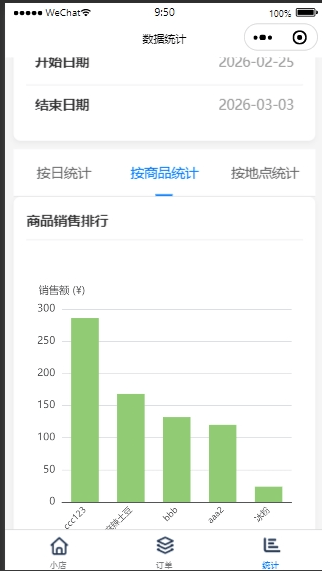 WeChat
9:50
100%
数据统计
开始日期 2026-02-25
结束日期 2026-03-03
按日统计 按商品统计 按地点统计
商品销售排行
销售额 (¥)
300
250
200
150
100
50
0
ccc123 辣土豆 bbb aaa2 冰粉
小店 订单 统计